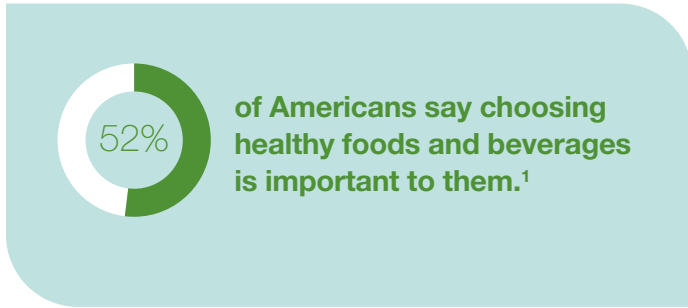 52%
of Americans say choosing
healthy foods and beverages
is important to them.¹